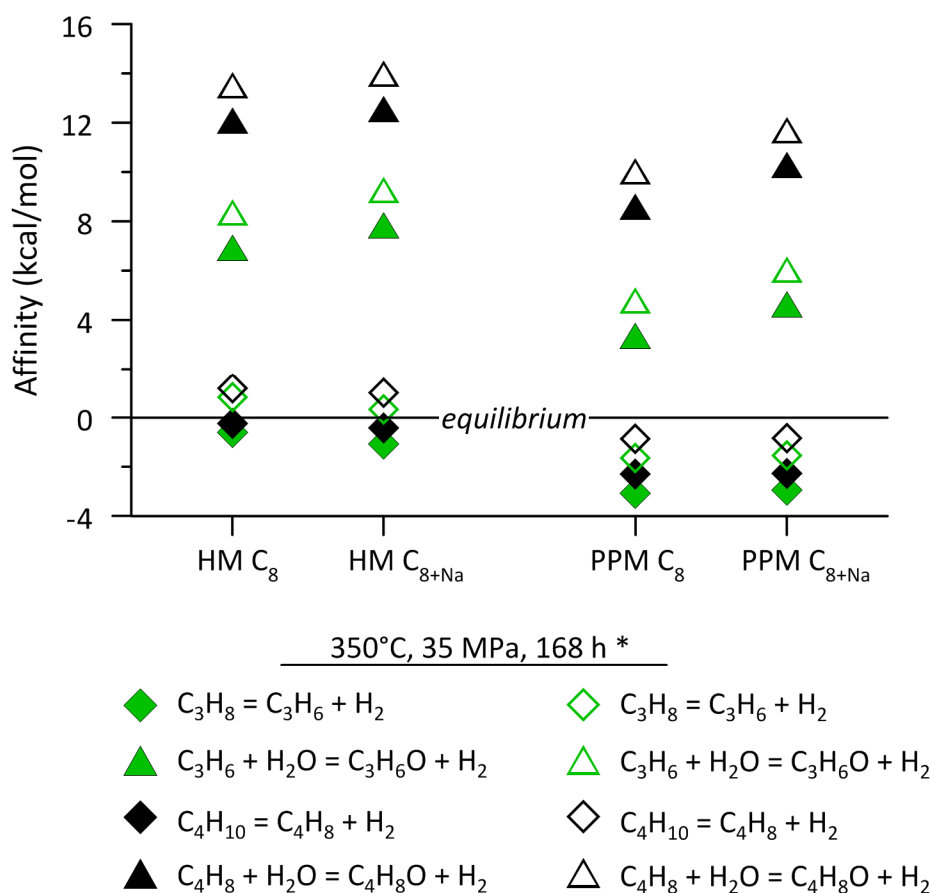 16
12
8
4
0
-4
Affinity (kcal/mol)
equilibrium
HM C₈
HM C₈₊Na
PPM C₈
PPM C₈₊Na
350°C, 35 MPa, 168 h *
C₃H₈ = C₃H₆ + H₂
C₃H₈ = C₃H₆ + H₂
C₃H₆ + H₂O = C₃H₆O + H₂
C₃H₆ + H₂O = C₃H₆O + H₂
C₄H₁₀ = C₄H₈ + H₂
C₄H₁₀ = C₄H₈ + H₂
C₄H₈ + H₂O = C₄H₈O + H₂
C₄H₈ + H₂O = C₄H₈O + H₂